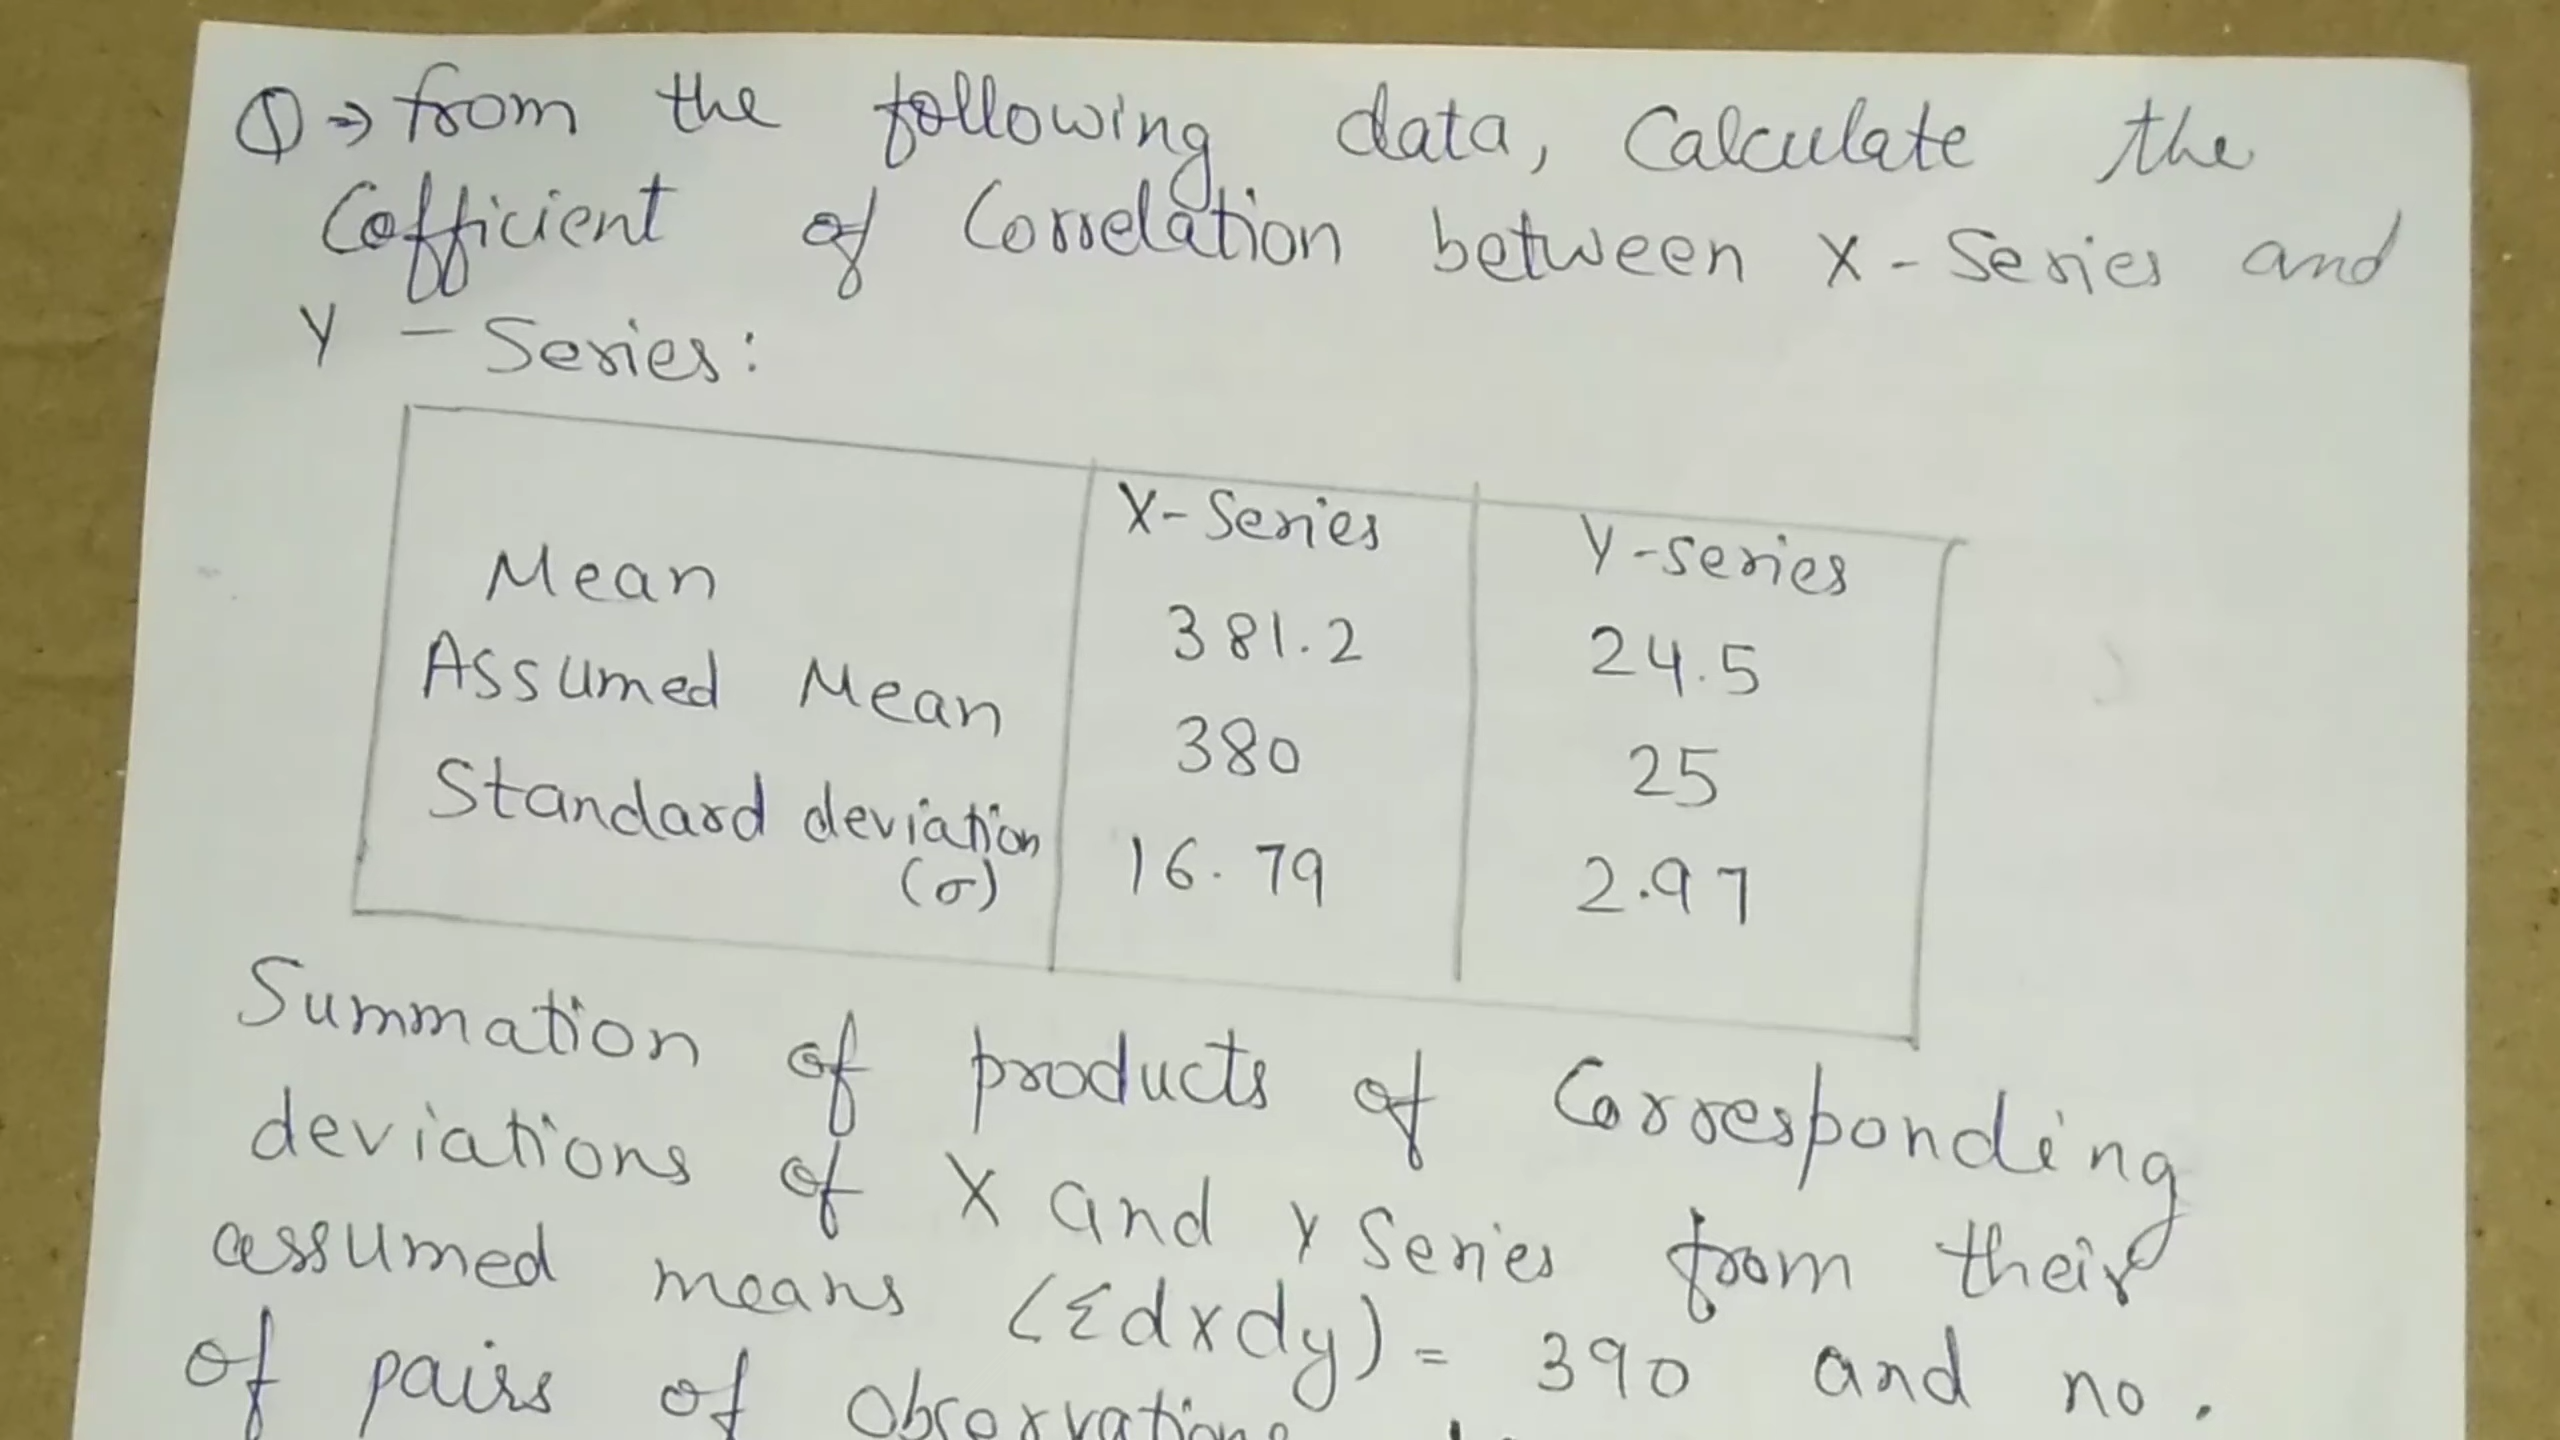 Q → from the following data, Calculate the
Cofficient of Correlation between X - Series and
Y - Series:
X- Series Y -series
Mean 381.2 24.5
Assumed Mean 380 25
Standard deviation 16.79 2.97
(σ)
Summation of products of Corresponding
deviations of X and Y Series from their
assumed means (Σdxdy) = 390 and no.
of pairs of Observations